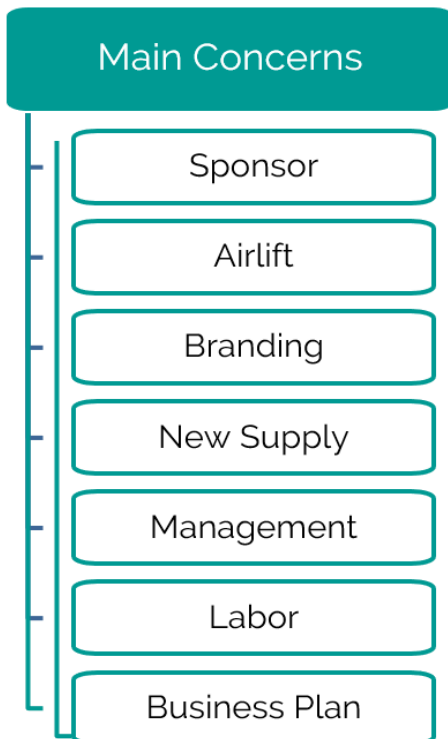 Main Concerns
Sponsor
Airlift
Branding
New Supply
Management
Labor
Business Plan